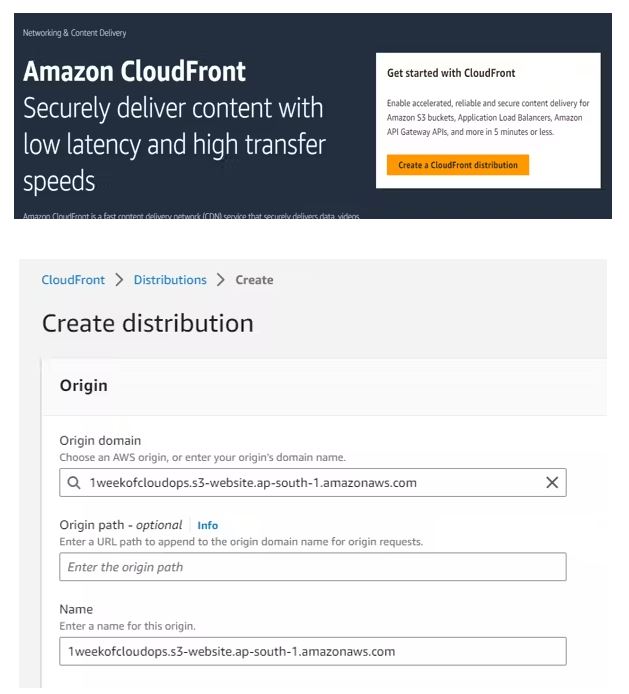 Networking & Content Delivery
Amazon CloudFront
Securely deliver content with
low latency and high transfer
speeds
Amazon CloudFront is a fast content delivery network (CDN) service that securely delivers data, videos,
Get started with CloudFront
Enable accelerated, reliable and secure content delivery for
Amazon S3 buckets, Application Load Balancers, Amazon
API Gateway APIs, and more in 5 minutes or less.
Create a CloudFront distribution
CloudFront > Distributions > Create
Create distribution
Origin
Origin domain
Choose an AWS origin, or enter your origin's domain name.
1weekofcloudops.s3-website.ap-south-1.amazonaws.com
Origin path - optional Info
Enter a URL path to append to the origin domain name for origin requests.
Enter the origin path
Name
Enter a name for this origin.
1weekofcloudops.s3-website.ap-south-1.amazonaws.com